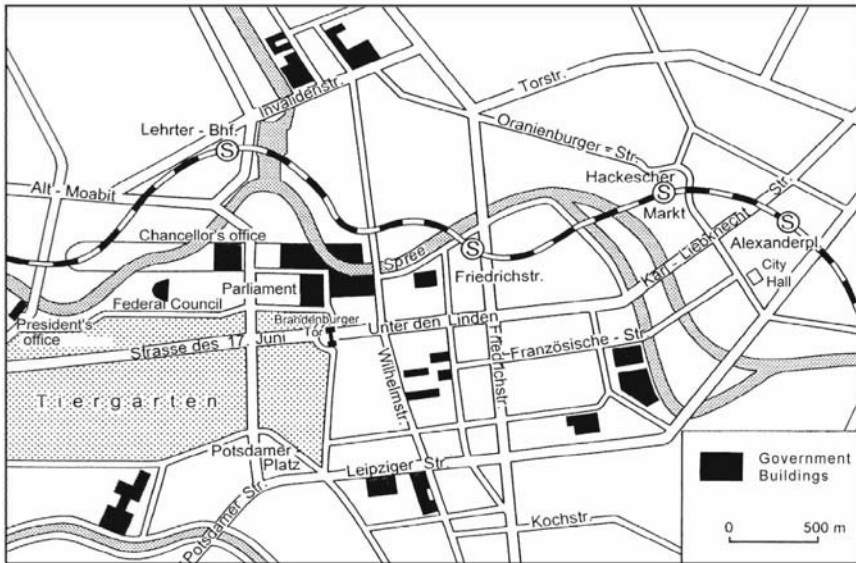 Invalidenstr.
Torstr.
Lehrter - Bhf.
S
Oranienburger - Str.
Hackescher
S
Markt
Alt - Moabit
Karl - Liebknecht Str.
S
Alexanderpl.
Chancellor's office
Spree
S
Friedrichstr.
City
Hall
Parliament
Federal Council
President's
office
Brandenburger
Tor
Unter den Linden
Strasse des 17. Juni
Wilhelmstr.
Friedrichstr.
Französische - Str.
Tiergarten
Potsdamer
Platz
Leipziger Str.
Potsdamer Str.
Kochstr.
Government
Buildings
0 500 m